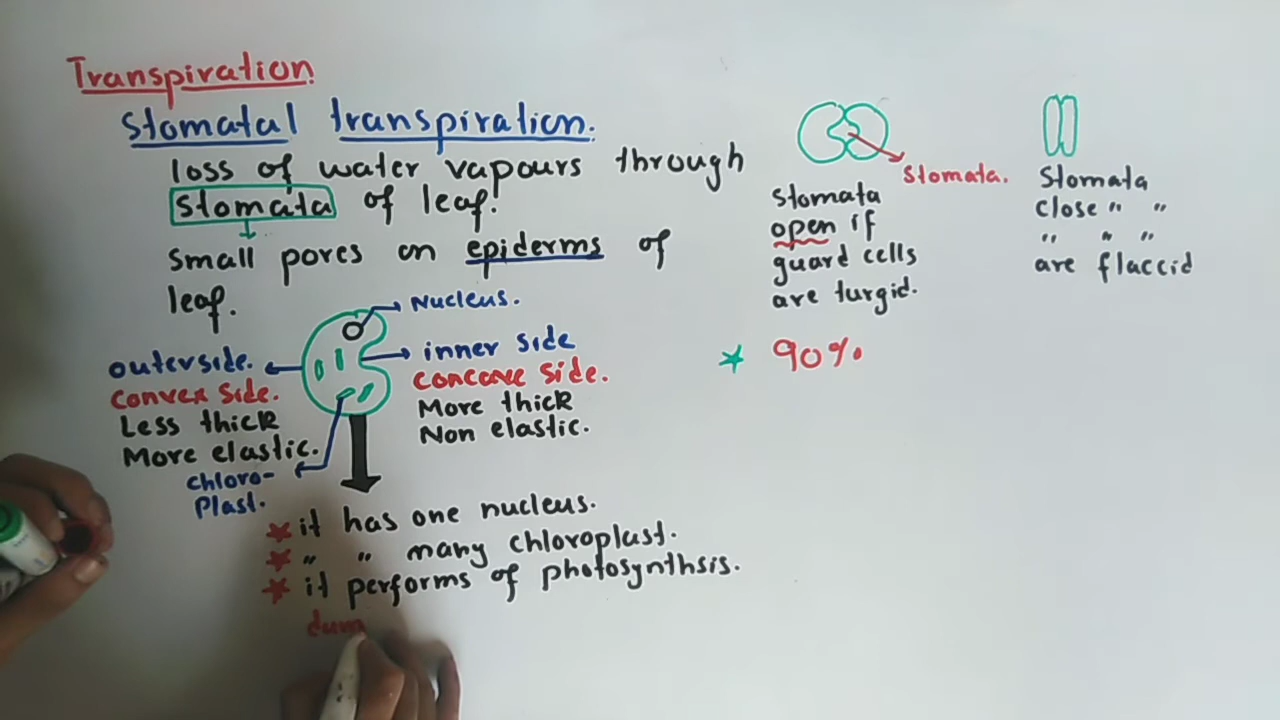 Transpiration
Stomatal transpiration.
loss of water vapours through
Stomata of leaf.
Small pores on epiderms of
leaf.
Nucleus.
outerside.
convex side.
Less thick
More elastic.
chloro-
Plast.
inner side
concave side.
More thick
Non elastic.
it has one nucleus.
" " many chloroplast.
it performs of photosynthsis.
dum
Stomata.
Stomata
open if
guard cells
are turgid.
Stomata
close " "
" " "
are flaccid
90%